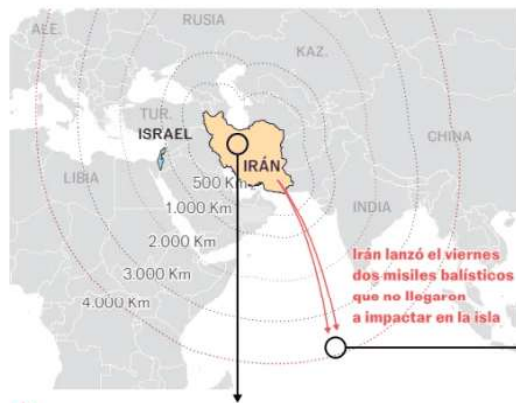 RUSIA
ALE.
KAZ.
TUR.
ISRAEL
IRÁN
CHINA
LIBIA
500 Km
INDIA
1.000 Km
2.000 Km
3.000 Km
4.000 Km
Irán lanzó el viernes
dos misiles balísticos
que no llegaron
a impactar en la isla